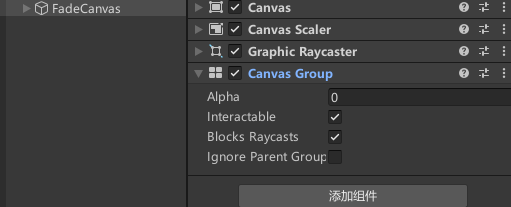 FadeCanvas
Canvas
Canvas Scaler
Graphic Raycaster
Canvas Group
Alpha 0
Interactable
Blocks Raycasts
Ignore Parent Group
添加组件